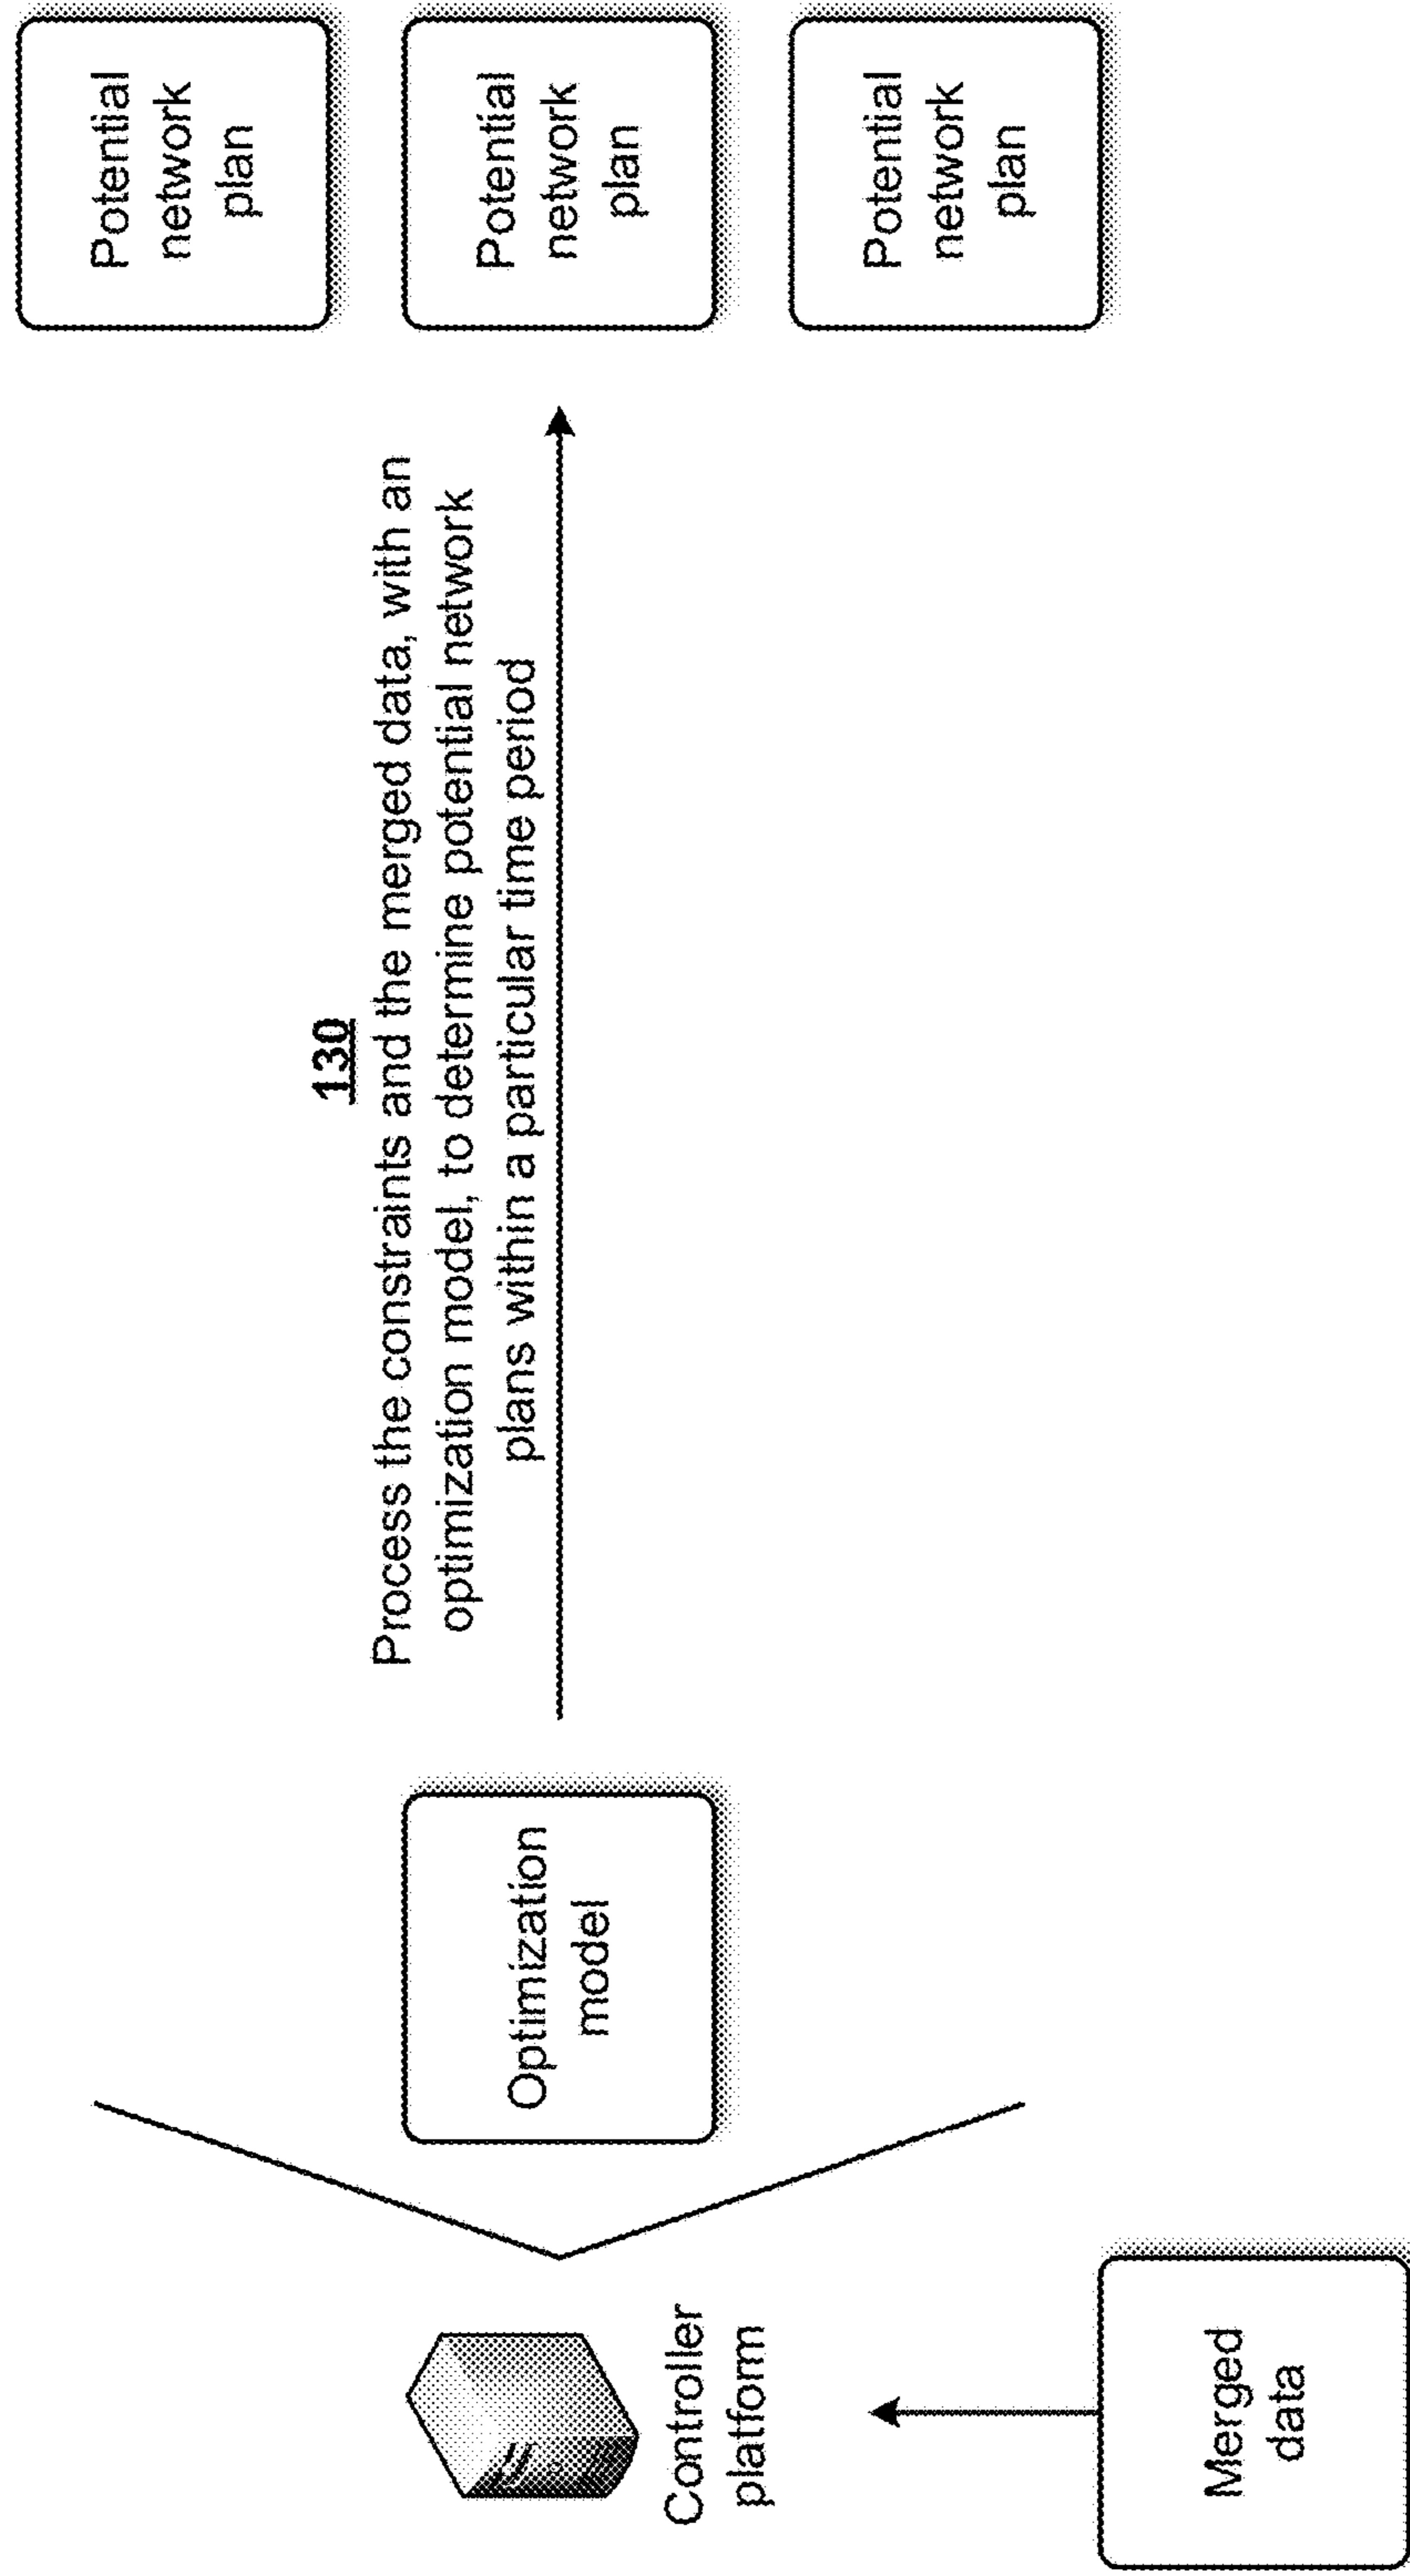 130
Process the constraints and the merged data, with an
optimization model, to determine potential network
plans within a particular time period
Controller
platform
Optimization
model
Merged
data
Potential
network
plan
Potential
network
plan
Potential
network
plan